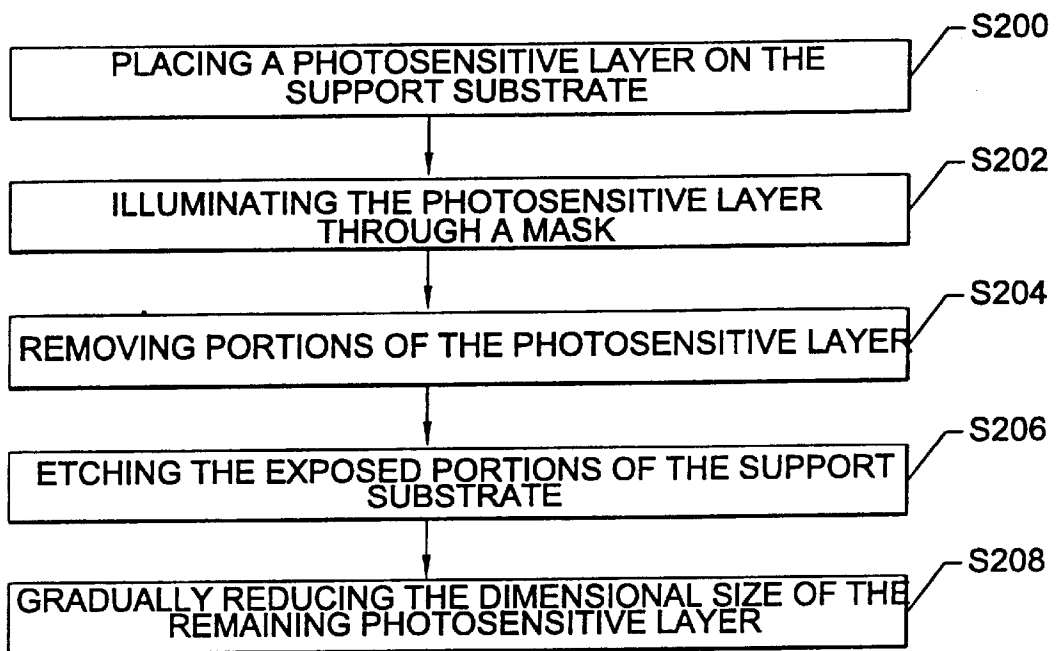 S200
PLACING A PHOTOSENSITIVE LAYER ON THE
SUPPORT SUBSTRATE
S202
ILLUMINATING THE PHOTOSENSITIVE LAYER
THROUGH A MASK
S204
REMOVING PORTIONS OF THE PHOTOSENSITIVE LAYER
S206
ETCHING THE EXPOSED PORTIONS OF THE SUPPORT
SUBSTRATE
S208
GRADUALLY REDUCING THE DIMENSIONAL SIZE OF THE
REMAINING PHOTOSENSITIVE LAYER